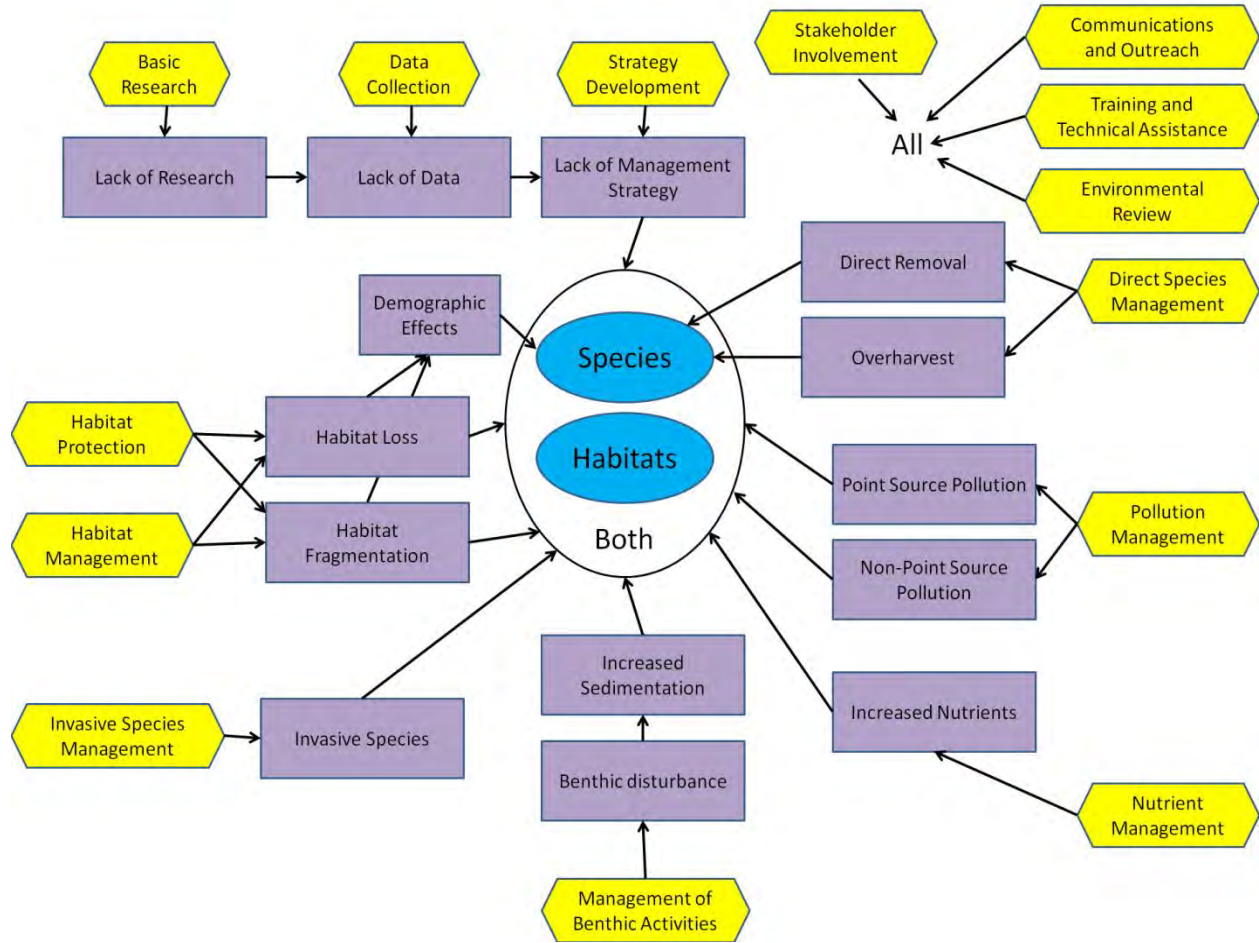 Basic
Research
Data
Collection
Strategy
Development
Stakeholder
Involvement
Communications
and Outreach
Training and
Technical Assistance
All
Environmental
Review
Lack of Research
Lack of Data
Lack of Management
Strategy
Direct Removal
Direct Species
Management
Overharvest
Demographic
Effects
Species
Habitats
Both
Habitat
Protection
Habitat Loss
Habitat
Management
Habitat
Fragmentation
Point Source Pollution
Non-Point Source
Pollution
Pollution
Management
Invasive Species
Management
Invasive Species
Increased
Sedimentation
Benthic disturbance
Management of
Benthic Activities
Increased Nutrients
Nutrient
Management